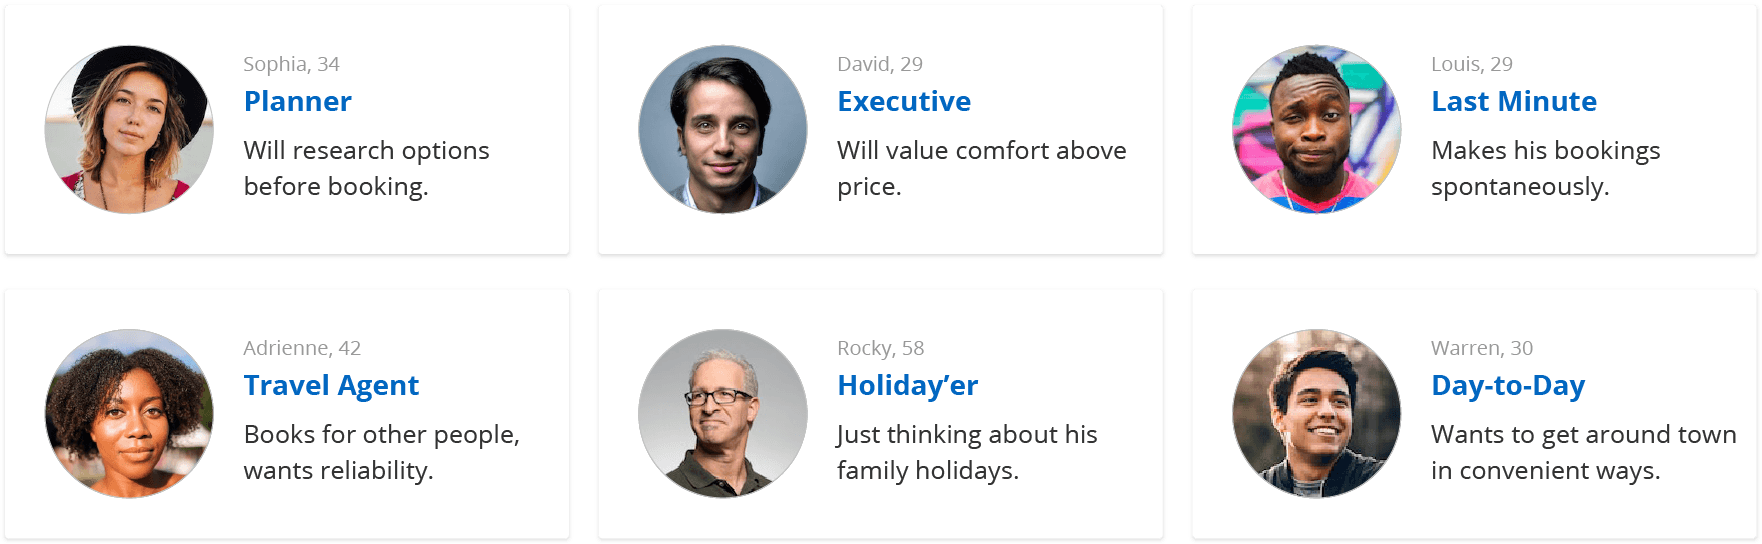 Sophia, 34
Planner
Will research options
before booking.
David, 29
Executive
Will value comfort above
price.
Louis, 29
Last Minute
Makes his bookings
spontaneously.
Adrienne, 42
Travel Agent
Books for other people,
wants reliability.
Rocky, 58
Holiday’er
Just thinking about his
family holidays.
Warren, 30
Day-to-Day
Wants to get around town
in convenient ways.